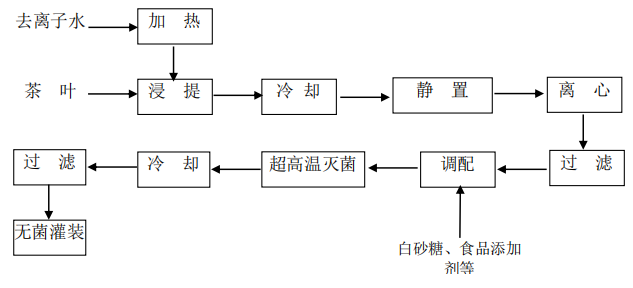 去离子水
加 热
茶 叶
浸 提
冷 却
静 置
离 心
过 滤
冷 却
超高温灭菌
调配
过 滤
无菌灌装
白砂糖、食品添加
剂等